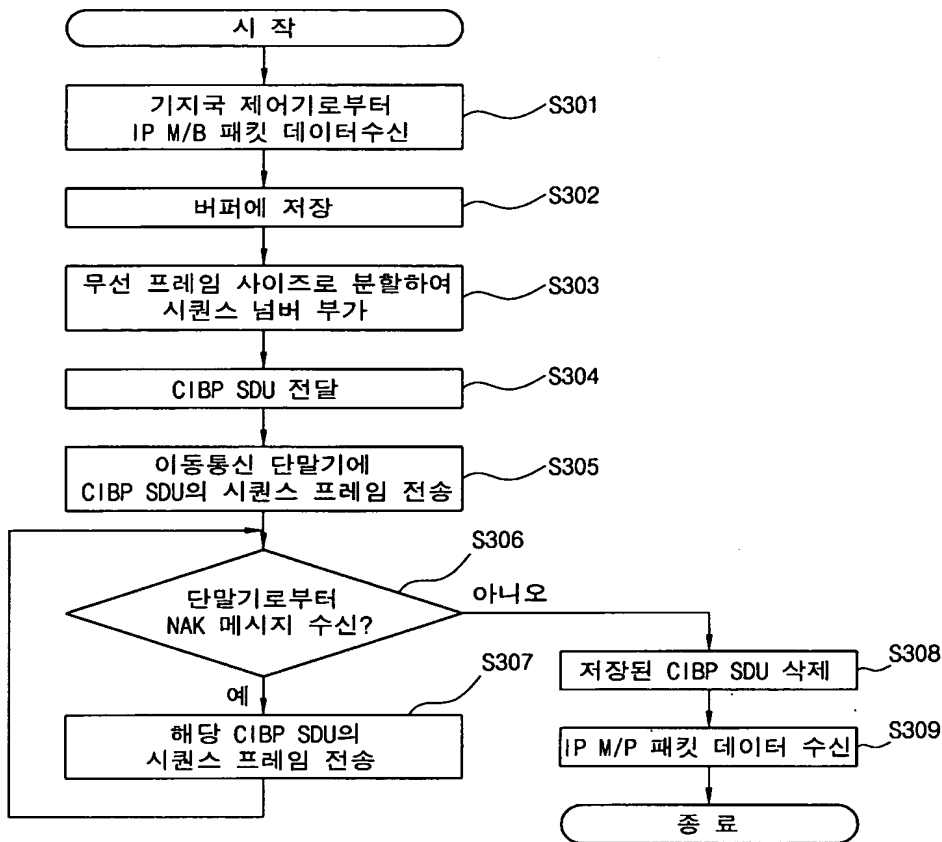 시 작
기지국 제어기로부터
IP M/B 패킷 데이터수신
S301
버퍼에 저장
S302
무선 프레임 사이즈로 분할하여
시퀀스 넘버 부가
S303
CIBP SDU 전달
S304
이동통신 단말기에
CIBP SDU의 시퀀스 프레임 전송
S305
단말기로부터
NAK 메시지 수신?
S306
아니오
예
해당 CIBP SDU의
시퀀스 프레임 전송
S307
저장된 CIBP SDU 삭제
S308
IP M/P 패킷 데이터 수신
S309
종 료